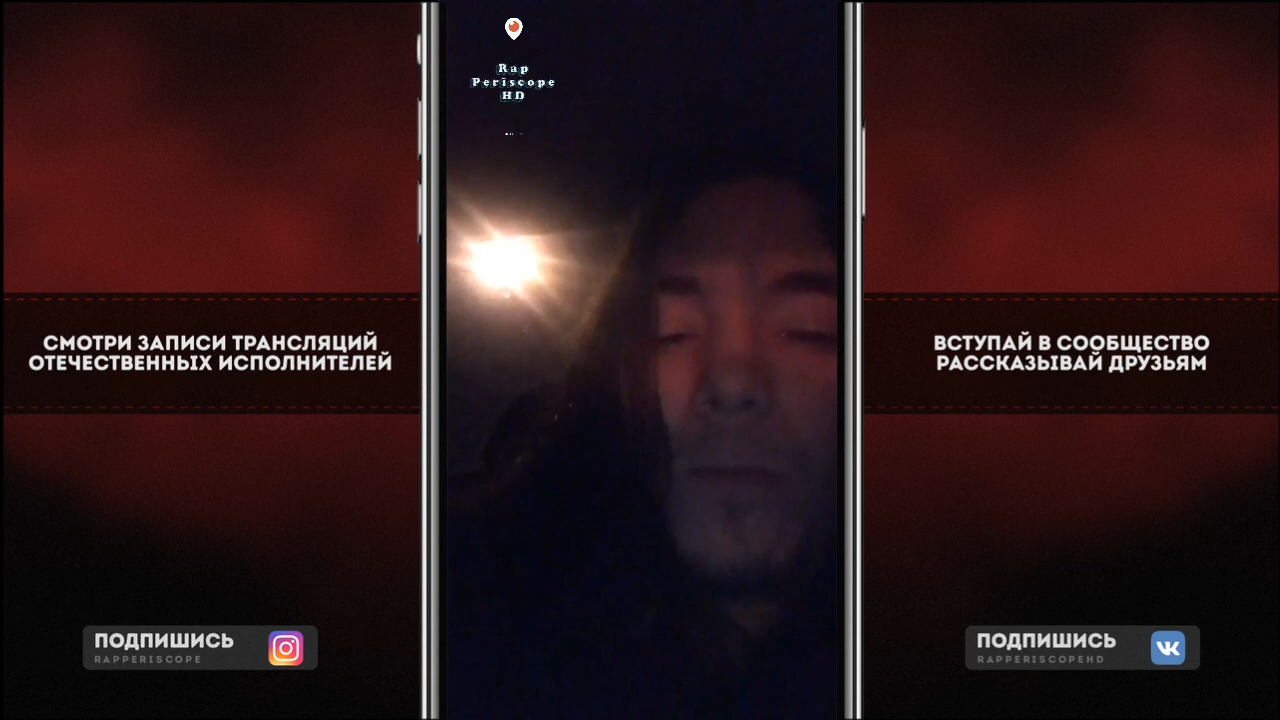 Rap
Periscope
HD
СМОТРИ ЗАПИСИ ТРАНСЛЯЦИЙ
ОТЕЧЕСТВЕННЫХ ИСПОЛНИТЕЛЕЙ
ВСТУПАЙ В СООБЩЕСТВО
РАССКАЗЫВАЙ ДРУЗЬЯМ
ПОДПИШИСЬ
RAPPERISCOPE
ПОДПИШИСЬ
RAPPERISCOPEHD